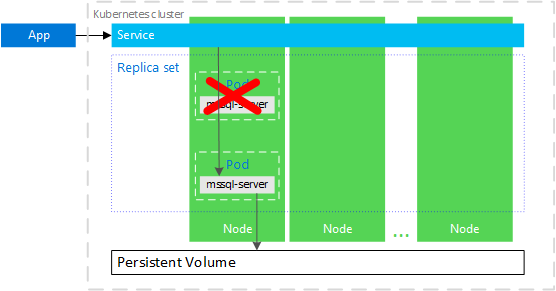 Kubernetes cluster
App
Service
Replica set
Pod
mssql-server
Pod
mssql-server
Node
Node
...
Node
Persistent Volume